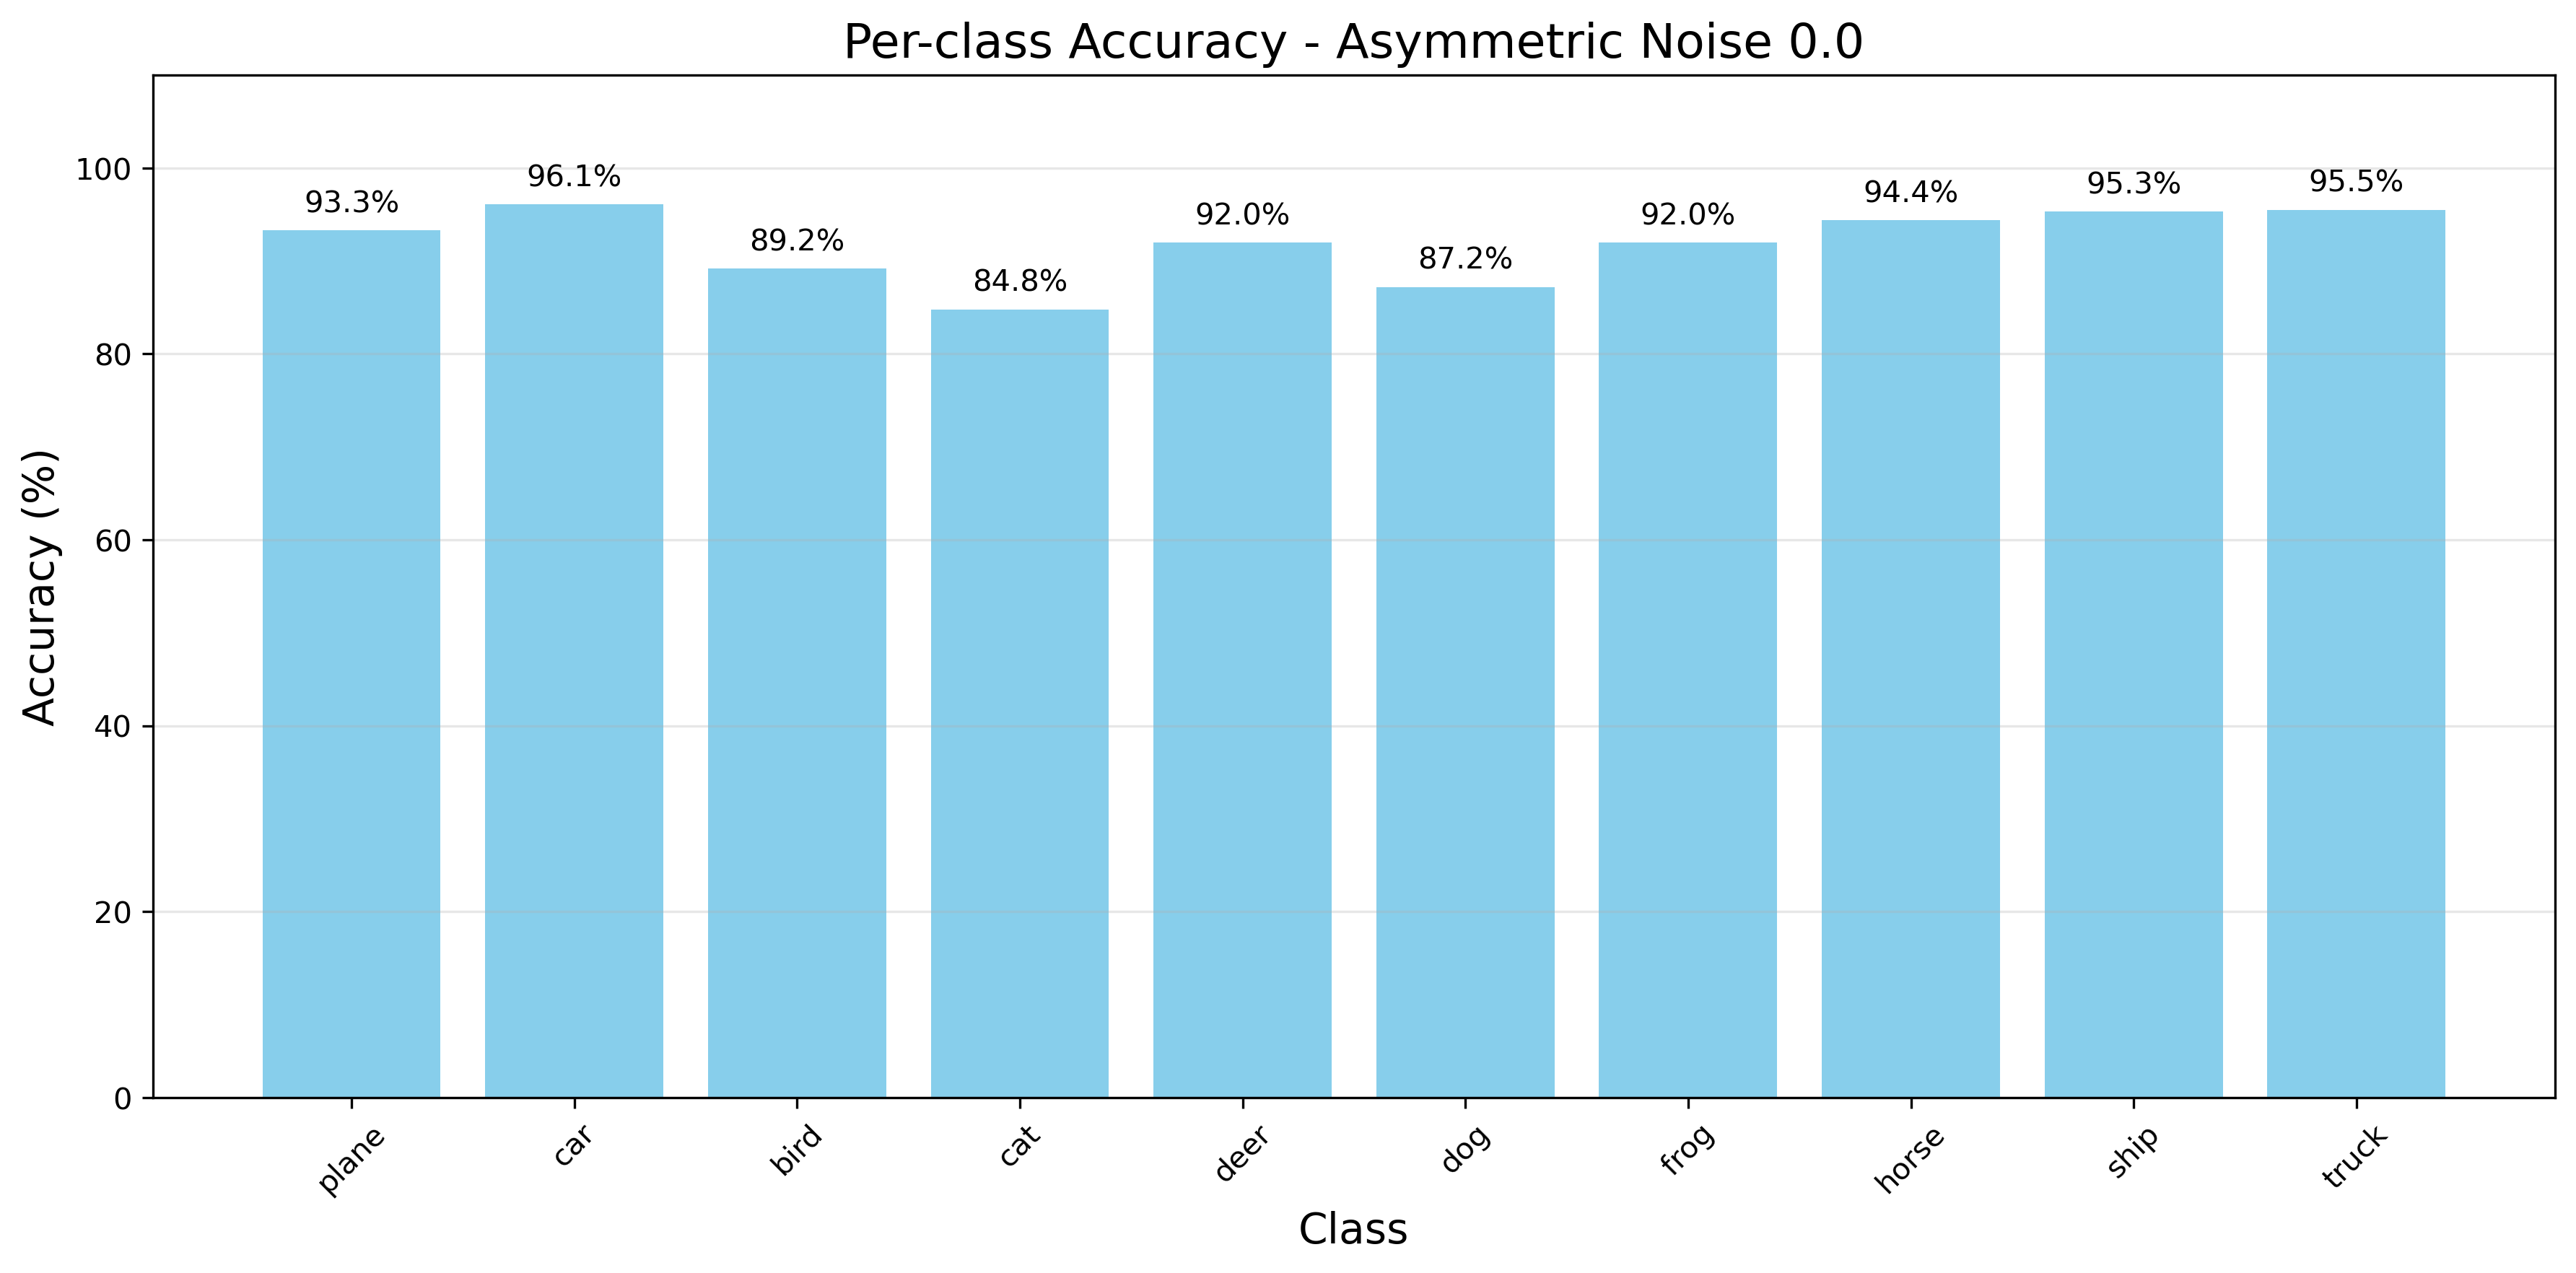 Per-class Accuracy - Asymmetric Noise 0.0
Accuracy (%)
100
80
60
40
20
0
93.3%
96.1%
89.2%
84.8%
92.0%
87.2%
92.0%
94.4%
95.3%
95.5%
plane
car
bird
cat
deer
dog
frog
horse
ship
truck
Class